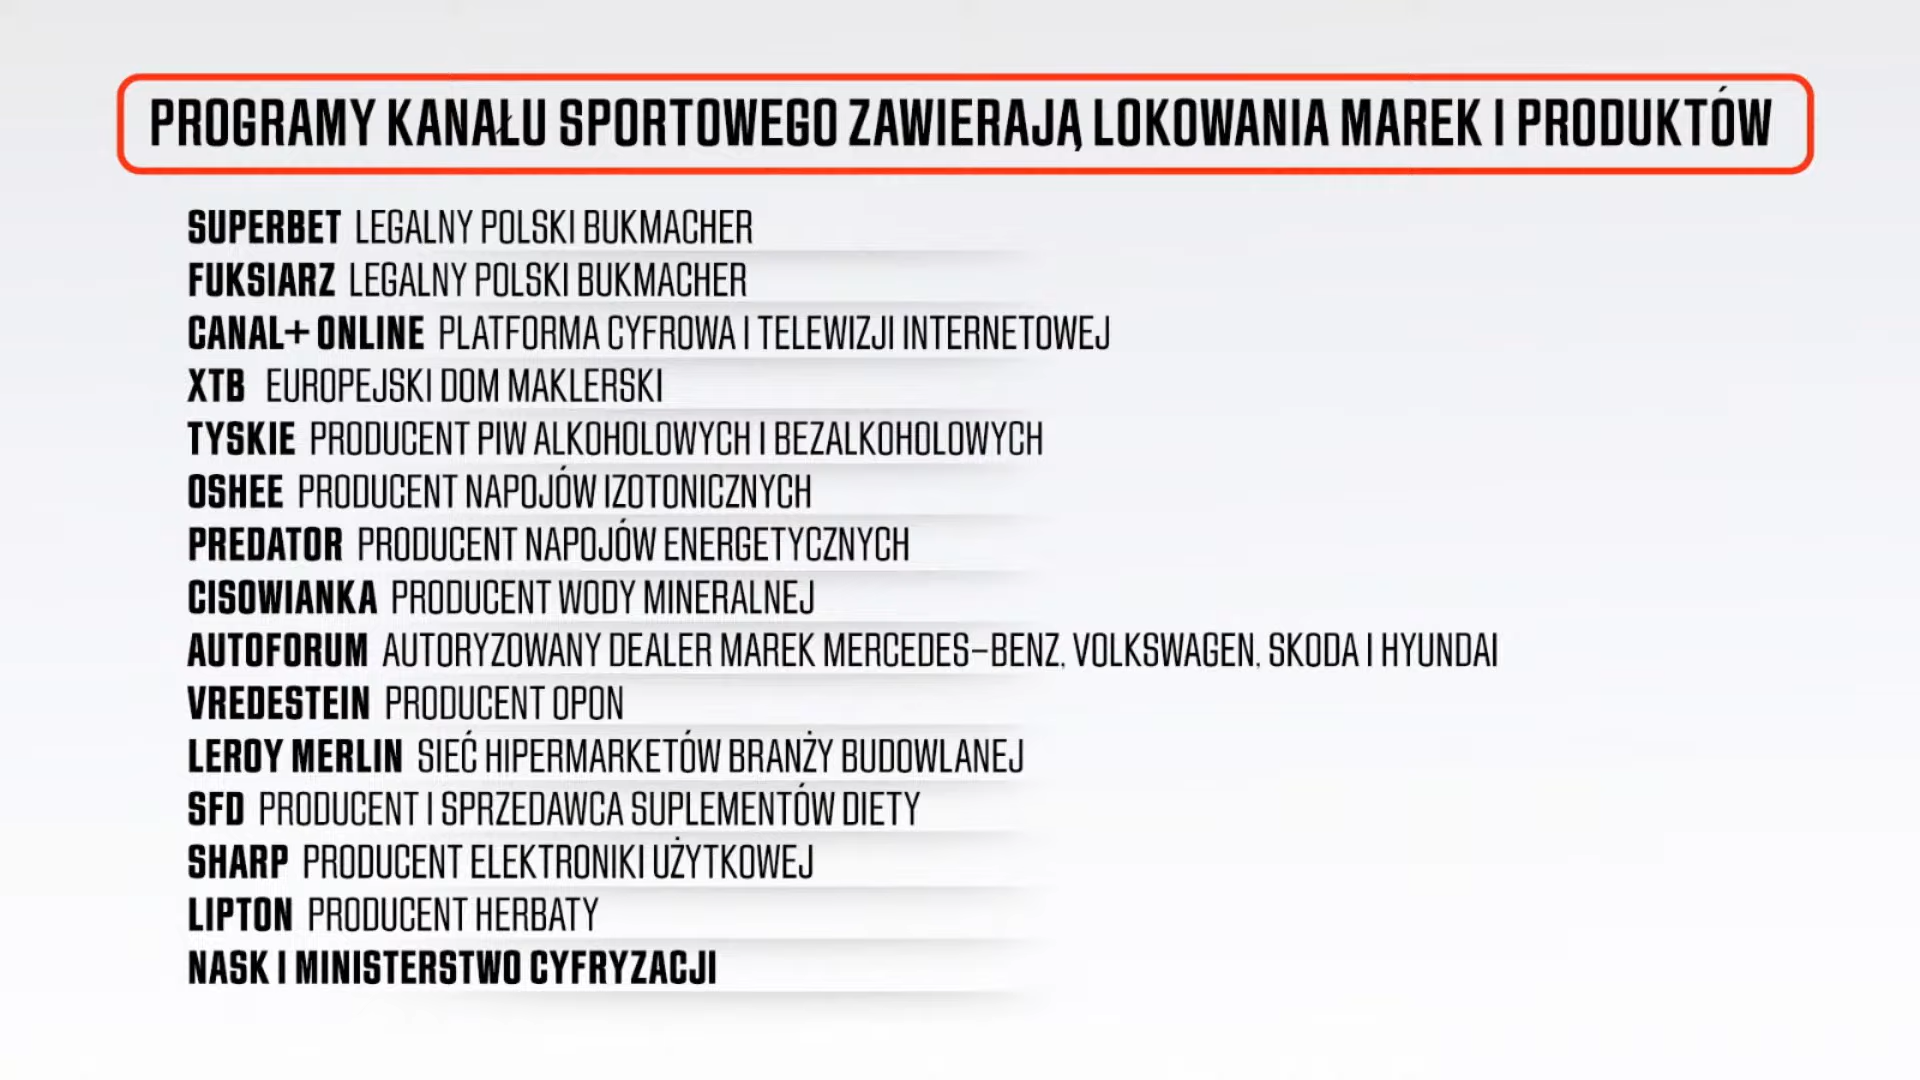 PROGRAMY KANAŁU SPORTOWEGO ZAWIERAJĄ LOKOWANIA MAREK I PRODUKTÓW
SUPERBET LEGALNY POLSKI BUKMACHER
FUKSIARZ LEGALNY POLSKI BUKMACHER
CANAL+ ONLINE PLATFORMA CYFROWA I TELEWIZJI INTERNETOWEJ
XTB EUROPEJSKI DOM MAKLERSKI
TYSKIE PRODUCENT PIW ALKOHOLOWYCH I BEZALKOHOLOWYCH
OSHEE PRODUCENT NAPOJÓW IZOTONICZNYCH
PREDATOR PRODUCENT NAPOJÓW ENERGETYCZNYCH
CISOWIANKA PRODUCENT WODY MINERALNEJ
AUTOFORUM AUTORYZOWANY DEALER MAREK MERCEDES-BENZ, VOLKSWAGEN, SKODA I HYUNDAI
VREDESTEIN PRODUCENT OPON
LEROY MERLIN SIEĆ HIPERMARKETÓW BRANŻY BUDOWLANEJ
SFD PRODUCENT I SPRZEDAWCA SUPLEMENTÓW DIETY
SHARP PRODUCENT ELEKTRONIKI UŻYTKOWEJ
LIPTON PRODUCENT HERBATY
NASK I MINISTERSTWO CYFRYZACJI